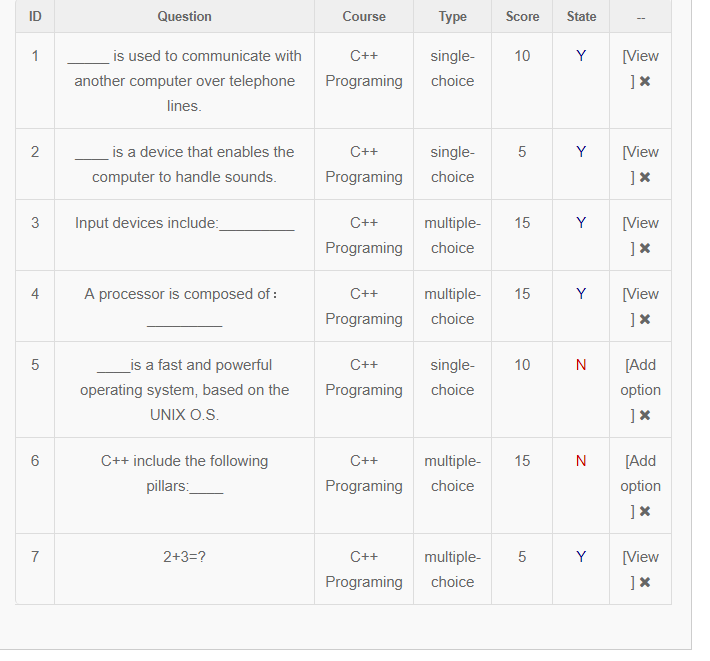 ID Question Course Type Score State --
1 _____ is used to communicate with another computer over telephone lines. C++ Programing single-choice 10 Y [View ] ✖
2 ____ is a device that enables the computer to handle sounds. C++ Programing single-choice 5 Y [View ] ✖
3 Input devices include:_________ C++ Programing multiple-choice 15 Y [View ] ✖
4 A processor is composed of： _________ C++ Programing multiple-choice 15 Y [View ] ✖
5 ____is a fast and powerful operating system, based on the UNIX O.S. C++ Programing single-choice 10 N [Add option ] ✖
6 C++ include the following pillars:____ C++ Programing multiple-choice 15 N [Add option ] ✖
7 2+3=? C++ Programing multiple-choice 5 Y [View ] ✖